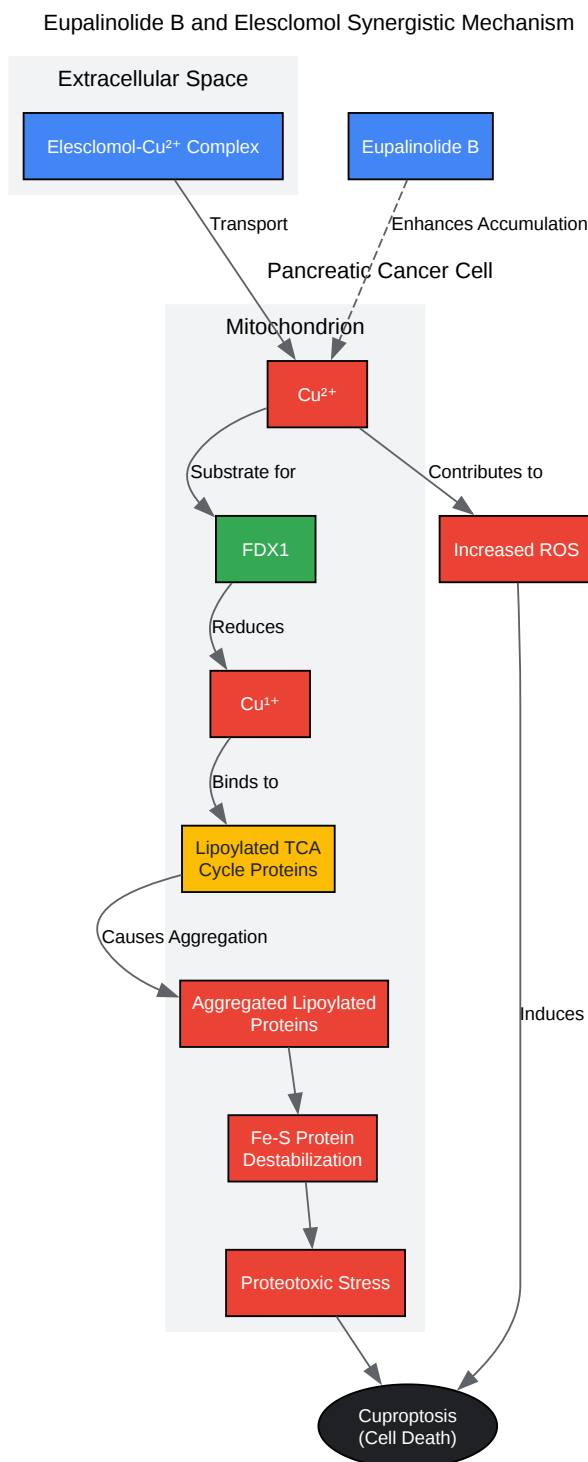 Eupalinolide B and Elesclomol Synergistic Mechanism
Extracellular Space
Elesclomol-Cu²⁺ Complex
Eupalinolide B
Transport
Enhances Accumulation
Pancreatic Cancer Cell
Mitochondrion
Cu²⁺
Substrate for
Contributes to
FDX1
Increased ROS
Reduces
Cu¹⁺
Binds to
Lipoylated TCA
Cycle Proteins
Causes Aggregation
Aggregated Lipoylated
Proteins
Induces
Fe-S Protein
Destabilization
Proteotoxic Stress
Cuproptosis
(Cell Death)